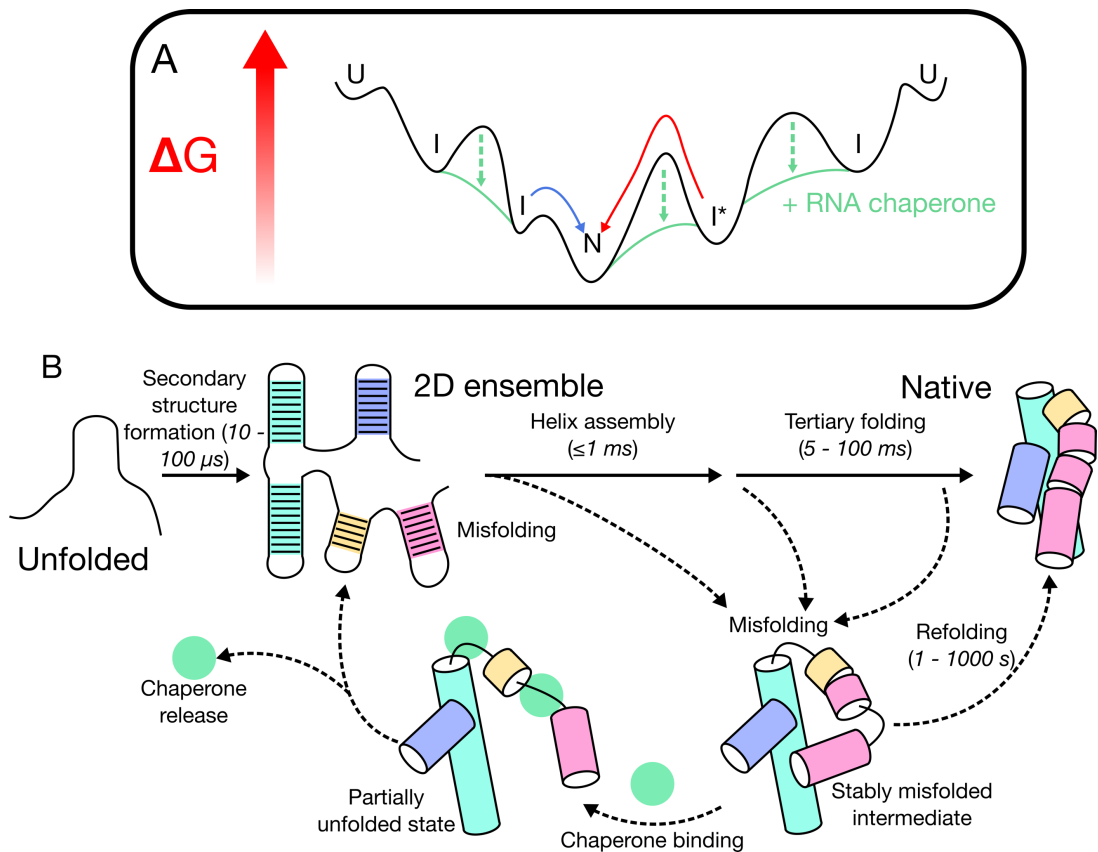 A
ΔG
U
I
I
N
I*
I
U
+ RNA chaperone
B
Secondary
structure
formation (10 -
100 µs)
2D ensemble
Helix assembly
(≤1 ms)
Tertiary folding
(5 - 100 ms)
Native
Unfolded
Misfolding
Misfolding
Refolding
(1 - 1000 s)
Chaperone
release
Partially
unfolded state
Chaperone binding
Stably misfolded
intermediate